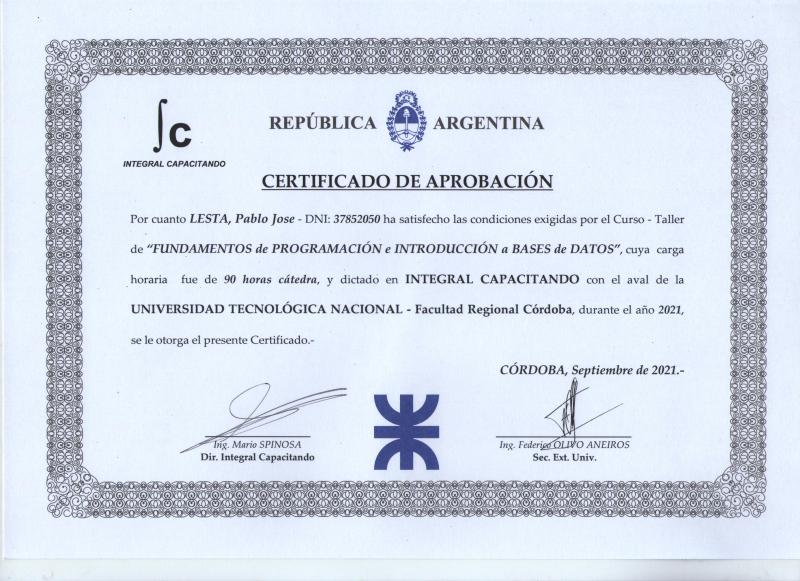 ∫c
INTEGRAL CAPACITANDO
REPÚBLICA ARGENTINA
CERTIFICADO DE APROBACIÓN
Por cuanto LESTA, Pablo Jose - DNI: 37852050 ha satisfecho las condiciones exigidas por el Curso - Taller
de “FUNDAMENTOS de PROGRAMACIÓN e INTRODUCCIÓN a BASES de DATOS”, cuya carga
horaria fue de 90 horas cátedra, y dictado en INTEGRAL CAPACITANDO con el aval de la
UNIVERSIDAD TECNOLÓGICA NACIONAL - Facultad Regional Córdoba, durante el año 2021,
se le otorga el presente Certificado.-
CÓRDOBA, Septiembre de 2021.-
Ing. Mario SPINOSA
Dir. Integral Capacitando
Ing. Federico OLIVO ANEIROS
Sec. Ext. Univ.